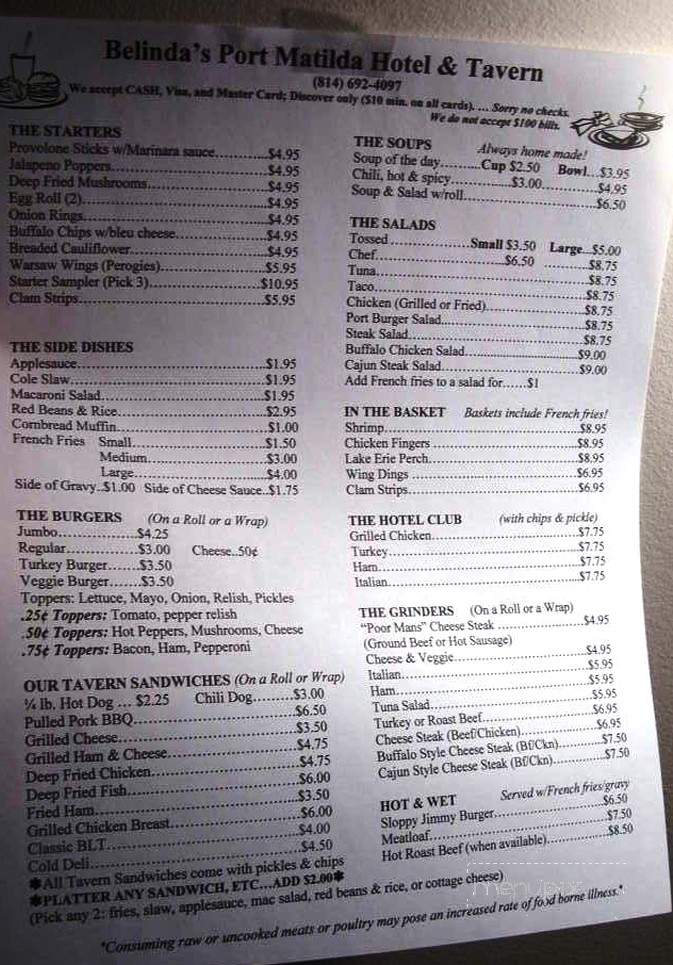 Belinda's Port Matilda Hotel & Tavern
(814) 692-4097
We accept CASH, Visa, and Master Card; Discover only ($10 min. on all cards). ... Sorry no checks.
We do not accept $100 bills.
THE STARTERS
Provolone Sticks w/Marinara sauce...........$4.95
Jalapeno Poppers...........$4.95
Deep Fried Mushrooms...........$4.95
Egg Roll (2)...........$4.95
Onion Rings...........$4.95
Buffalo Chips w/bleu cheese...........$4.95
Breaded Cauliflower...........$4.95
Warsaw Wings (Perogies)...........$5.95
Starter Sampler (Pick 3)...........$10.95
Clam Strips...........$5.95
THE SIDE DISHES
Applesauce...........$1.95
Cole Slaw...........$1.95
Macaroni Salad...........$1.95
Red Beans & Rice...........$2.95
Cornbread Muffin...........$1.00
French Fries Small...........$1.50
Medium...........$3.00
Large...........$4.00
Side of Gravy..$1.00 Side of Cheese Sauce..$1.75
THE BURGERS (On a Roll or a Wrap)
Jumbo...........$4.25
Regular...........$3.00 Cheese..50¢
Turkey Burger.......$3.50
Veggie Burger.......$3.50
Toppers: Lettuce, Mayo, Onion, Relish, Pickles
.25¢ Toppers: Tomato, pepper relish
.50¢ Toppers: Hot Peppers, Mushrooms, Cheese
.75¢ Toppers: Bacon, Ham, Pepperoni
OUR TAVERN SANDWICHES (On a Roll or Wrap)
¼ lb. Hot Dog ... $2.25 Chili Dog.........$3.00
Pulled Pork BBQ...........$6.50
Grilled Cheese...........$3.50
Grilled Ham & Cheese...........$4.75
Deep Fried Chicken...........$4.75
Deep Fried Fish...........$6.00
Fried Ham...........$3.50
Grilled Chicken Breast...........$6.00
Classic BLT...........$4.00
Cold Deli...........$4.50
✱All Tavern Sandwiches come with pickles & chips
✱PLATTER ANY SANDWICH, ETC...ADD $2.00✱
(Pick any 2: fries, slaw, applesauce, mac salad, red beans & rice, or cottage cheese)
THE SOUPS Always home made!
Soup of the day.........Cup $2.50 Bowl...$3.95
Chili, hot & spicy.............$3.00.............$4.95
Soup & Salad w/roll...........$6.50
THE SALADS
Tossed...............Small $3.50 Large...$5.00
Chef...........$6.50 ...........$8.75
Tuna...........$8.75
Taco...........$8.75
Chicken (Grilled or Fried)...........$8.75
Port Burger Salad...........$8.75
Steak Salad...........$8.75
Buffalo Chicken Salad...........$9.00
Cajun Steak Salad...........$9.00
Add French fries to a salad for......$1
IN THE BASKET Baskets include French fries!
Shrimp...........$8.95
Chicken Fingers ...........$8.95
Lake Erie Perch...........$8.95
Wing Dings ...........$6.95
Clam Strips...........$6.95
THE HOTEL CLUB (with chips & pickle)
Grilled Chicken...........$7.75
Turkey...........$7.75
Ham...........$7.75
Italian...........$7.75
THE GRINDERS (On a Roll or a Wrap)
"Poor Mans" Cheese Steak ...........$4.95
(Ground Beef or Hot Sausage)
Cheese & Veggie...........$4.95
Italian...........$5.95
Ham...........$5.95
Tuna Salad...........$5.95
Turkey or Roast Beef...........$6.95
Cheese Steak (Beef/Chicken)...........$6.95
Buffalo Style Cheese Steak (Bf/Ckn)...........$7.50
Cajun Style Cheese Steak (Bf/Ckn)...........$7.50
HOT & WET Served w/French fries/gravy
Sloppy Jimmy Burger...........$6.50
Meatloaf...........$7.50
Hot Roast Beef (when available)...........$8.50
menupix
*Consuming raw or uncooked meats or poultry may pose an increased rate of food borne illness.*